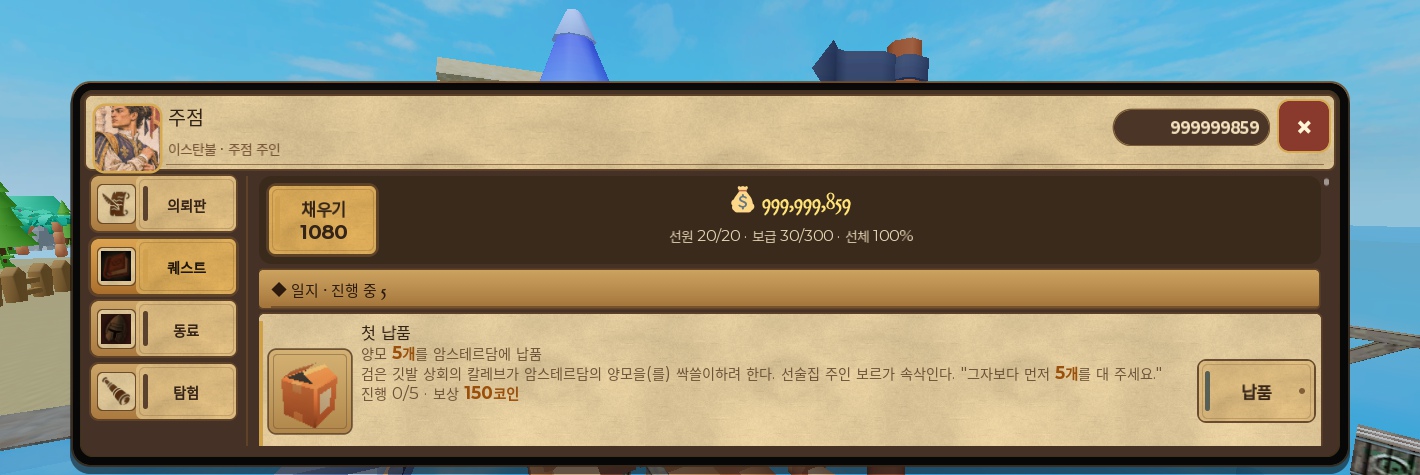 주점
이스탄불 · 주점 주인
999999859
×
의뢰판
퀘스트
동료
탐험
채우기
1080
$ 999,999,859
선원 20/20 · 보급 30/300 · 선체 100%
◆ 일지 · 진행 중 5
첫 납품
양모 5개를 암스테르담에 납품
검은 깃발 상회의 칼레브가 암스테르담의 양모을(를) 싹쓸이하려 한다. 선술집 주인 보르가 속삭인다. "그자보다 먼저 5개를 대 주세요."
진행 0/5 · 보상 150코인
납품